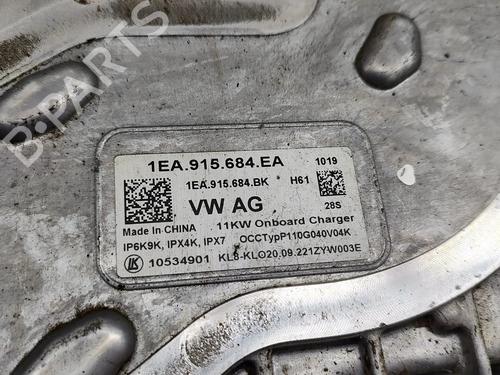 B-PARTS
1EA.915.684.EA 1019
1EA.915.684.BK H61
VW AG 28S
Made In CHINA 11KW Onboard Charger
IP6K9K, IPX4K, IPX7 OCCTypP110G040V04K
LK 10534901 KL8-KLO20.09.221ZYW003E